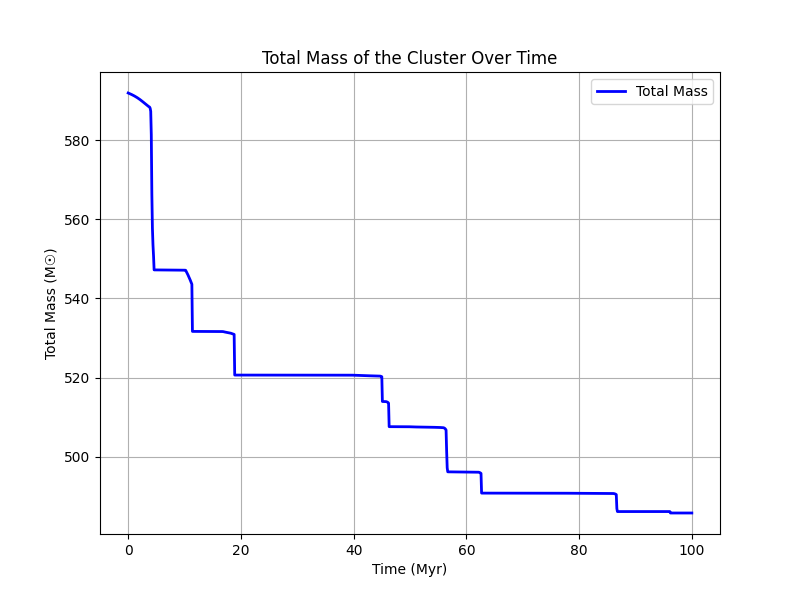 Total Mass of the Cluster Over Time
Total Mass
580
560
540
520
500
Total Mass (M☉)
0 20 40 60 80 100
Time (Myr)